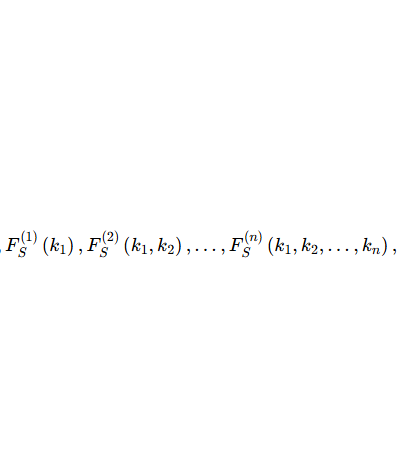 , F_S^{(1)} (k_1) , F_S^{(2)} (k_1, k_2) , … , F_S^{(n)} (k_1, k_2, … , k_n) ,